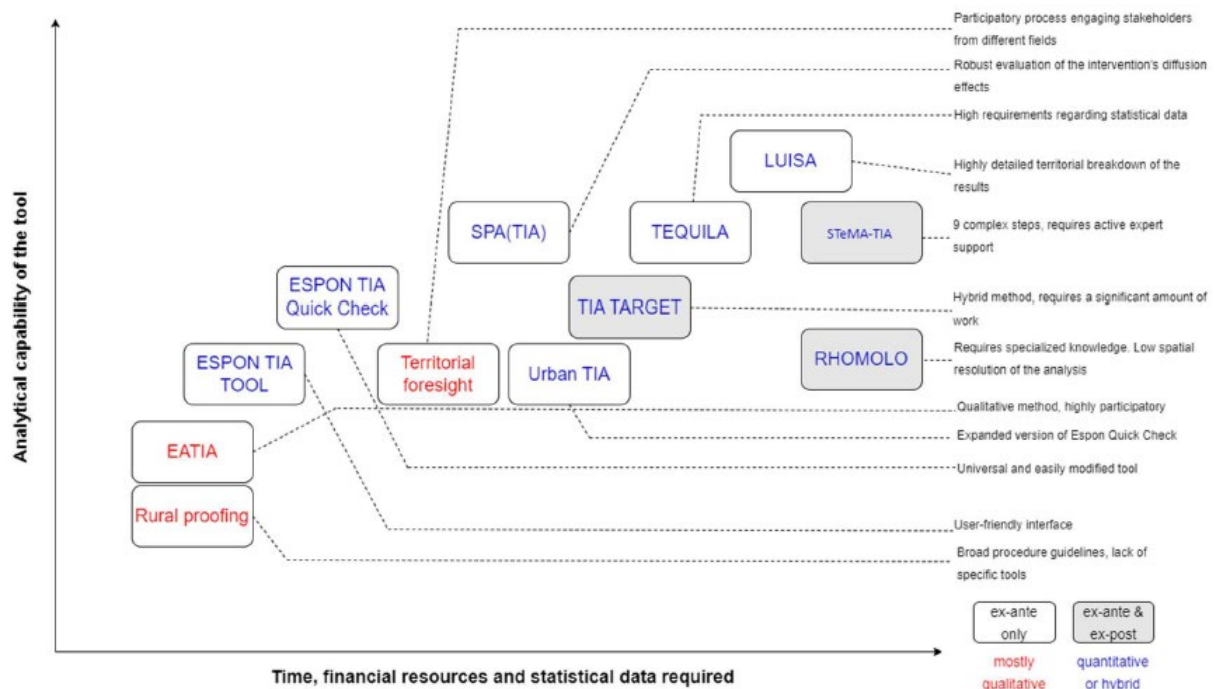 Participatory process engaging stakeholders
from different fields
Robust evaluation of the intervention's diffusion
effects
High requirements regarding statistical data
LUISA
Highly detailed territorial breakdown of the
results
SPA(TIA)
TEQUILA
STeMA-TIA
9 complex steps, requires active expert
support
ESPON TIA
Quick Check
TIA TARGET
Hybrid method, requires a significant amount of
work
ESPON TIA
TOOL
Territorial
foresight
Urban TIA
RHOMOLO
Requires specialized knowledge. Low spatial
resolution of the analysis
Qualitative method, highly participatory
EATIA
Expanded version of Espon Quick Check
Universal and easily modified tool
Rural proofing
User-friendly interface
Broad procedure guidelines, lack of
specific tools
Analytical capability of the tool
Time, financial resources and statistical data required
ex-ante
only
ex-ante &
ex-post
mostly
qualitative
quantitative
or hybrid